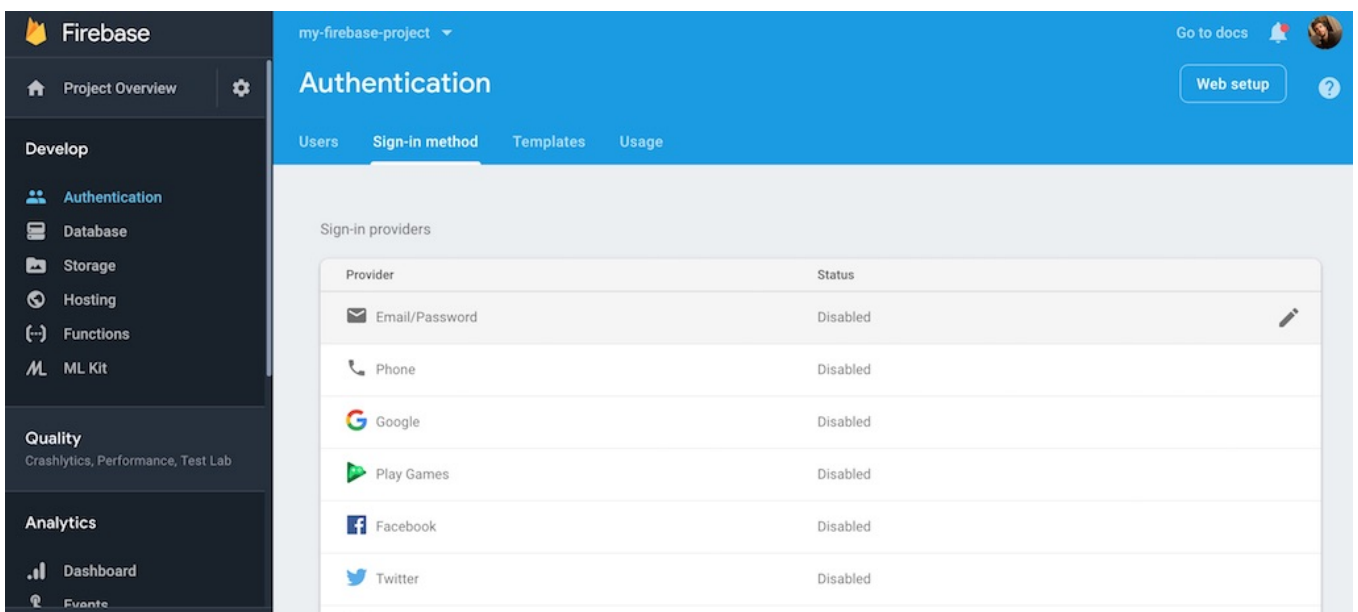 Firebase
my-firebase-project
Go to docs
Project Overview
Authentication
Web setup
Users Sign-in method Templates Usage
Develop
Authentication
Database
Storage
Hosting
Functions
ML Kit
Quality
Crashlytics, Performance, Test Lab
Analytics
Dashboard
Events
Sign-in providers
Provider Status
Email/Password Disabled
Phone Disabled
Google Disabled
Play Games Disabled
Facebook Disabled
Twitter Disabled